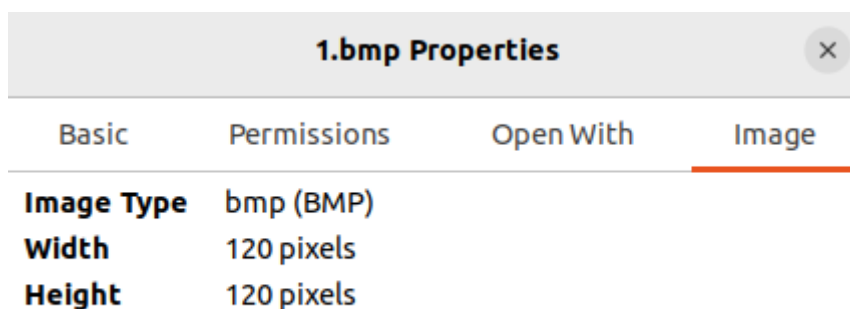 1.bmp Properties
Basic Permissions Open With Image
Image Type bmp (BMP)
Width 120 pixels
Height 120 pixels